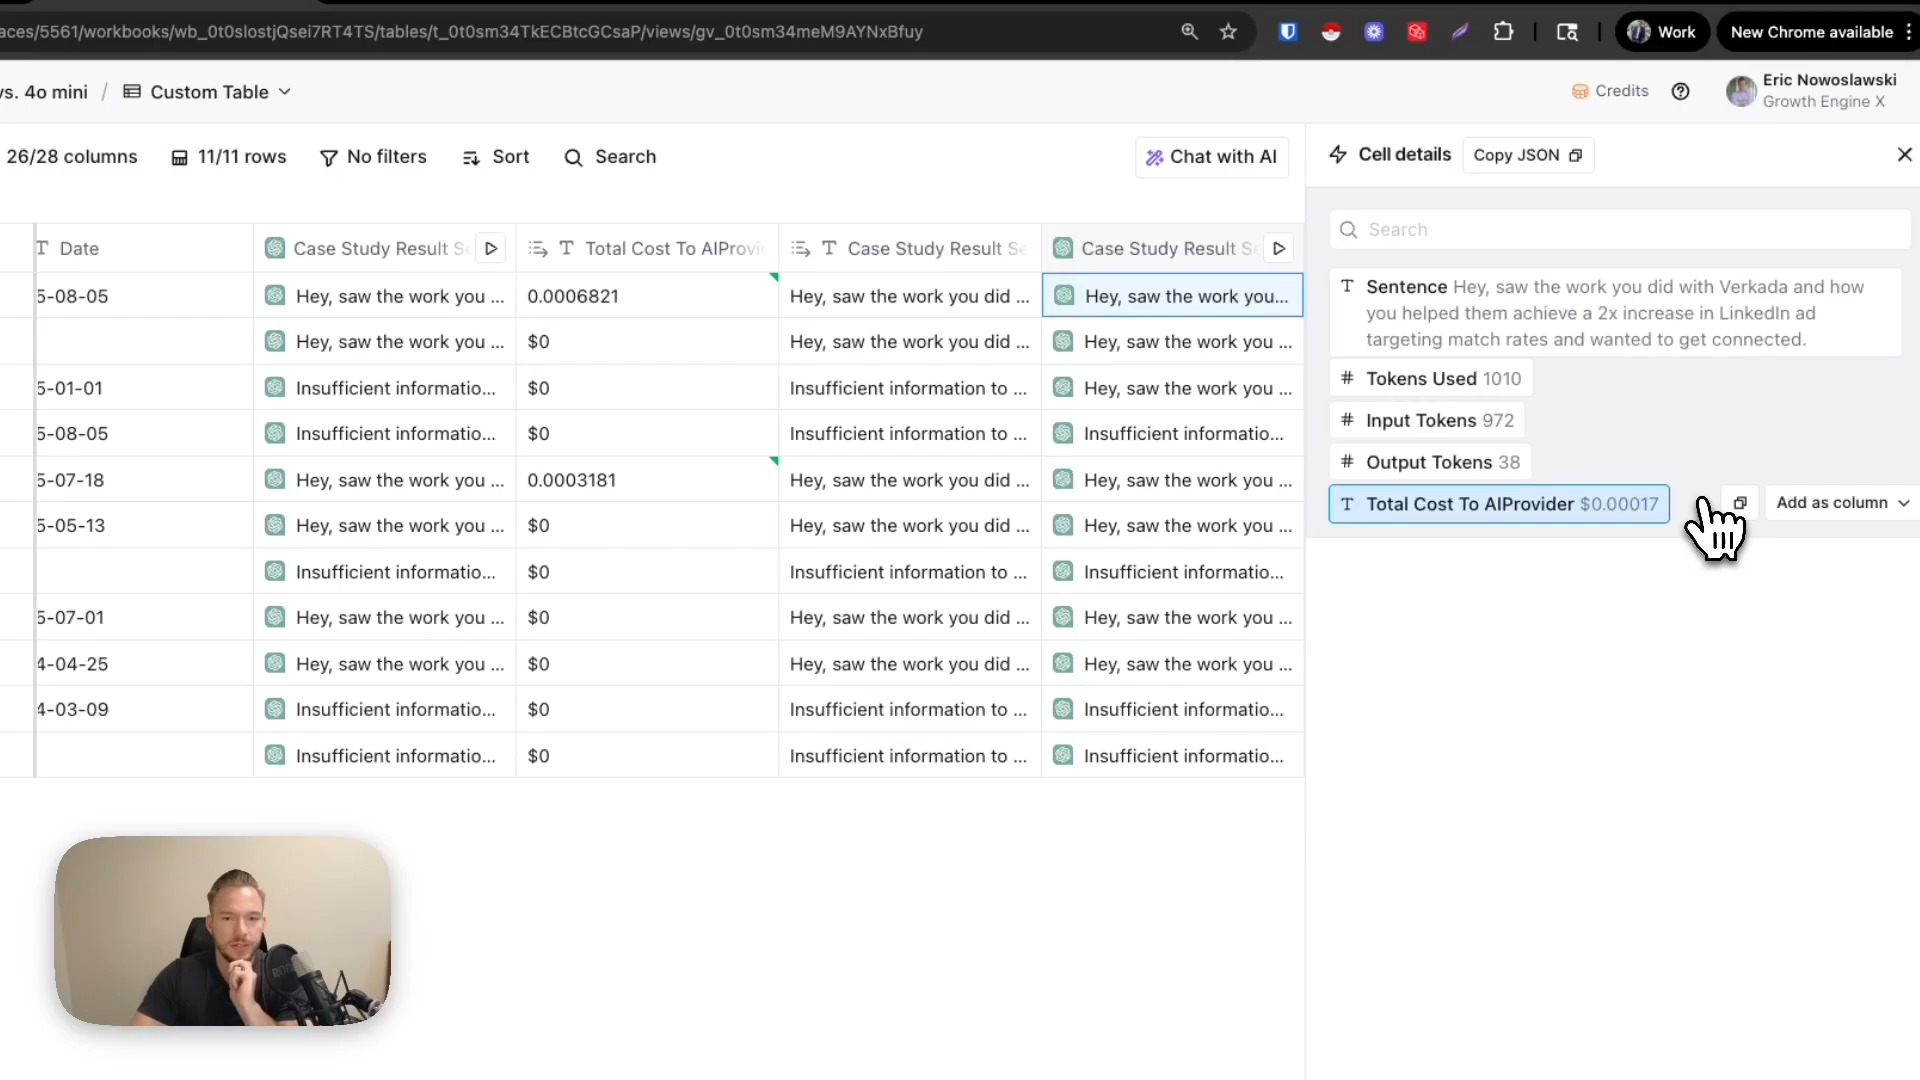 aces/5561/workbooks/wb_0t0slostjQsei7RT4TS/tables/t_0t0sm34TkECBtcGCsaP/views/gv_0t0sm34meM9AYNxBfuy
Work
New Chrome available
vs. 4o mini / Custom Table
Credits
Eric Nowoslawski
Growth Engine X
26/28 columns 11/11 rows No filters Sort Search
Chat with AI
Cell details Copy JSON
Search
Date Case Study Result Se Total Cost To AIProvi Case Study Result Se Case Study Result Se
5-08-05 Hey, saw the work you ... 0.0006821 Hey, saw the work you did ... Hey, saw the work you...
Hey, saw the work you ... $0 Hey, saw the work you did ... Hey, saw the work you ...
5-01-01 Insufficient informatio... $0 Insufficient information to ... Hey, saw the work you ...
5-08-05 Insufficient informatio... $0 Insufficient information to ... Insufficient informatio...
5-07-18 Hey, saw the work you ... 0.0003181 Hey, saw the work you did ... Hey, saw the work you ...
5-05-13 Hey, saw the work you ... $0 Hey, saw the work you did ... Hey, saw the work you ...
Insufficient informatio... $0 Insufficient information to ... Insufficient informatio...
5-07-01 Hey, saw the work you ... $0 Hey, saw the work you did ... Hey, saw the work you ...
4-04-25 Hey, saw the work you ... $0 Hey, saw the work you did ... Hey, saw the work you ...
4-03-09 Insufficient informatio... $0 Insufficient information to ... Insufficient informatio...
Insufficient informatio... $0 Insufficient information to ... Insufficient informatio...
Sentence Hey, saw the work you did with Verkada and how
you helped them achieve a 2x increase in LinkedIn ad
targeting match rates and wanted to get connected.
# Tokens Used 1010
# Input Tokens 972
# Output Tokens 38
Total Cost To AIProvider $0.00017
Add as column